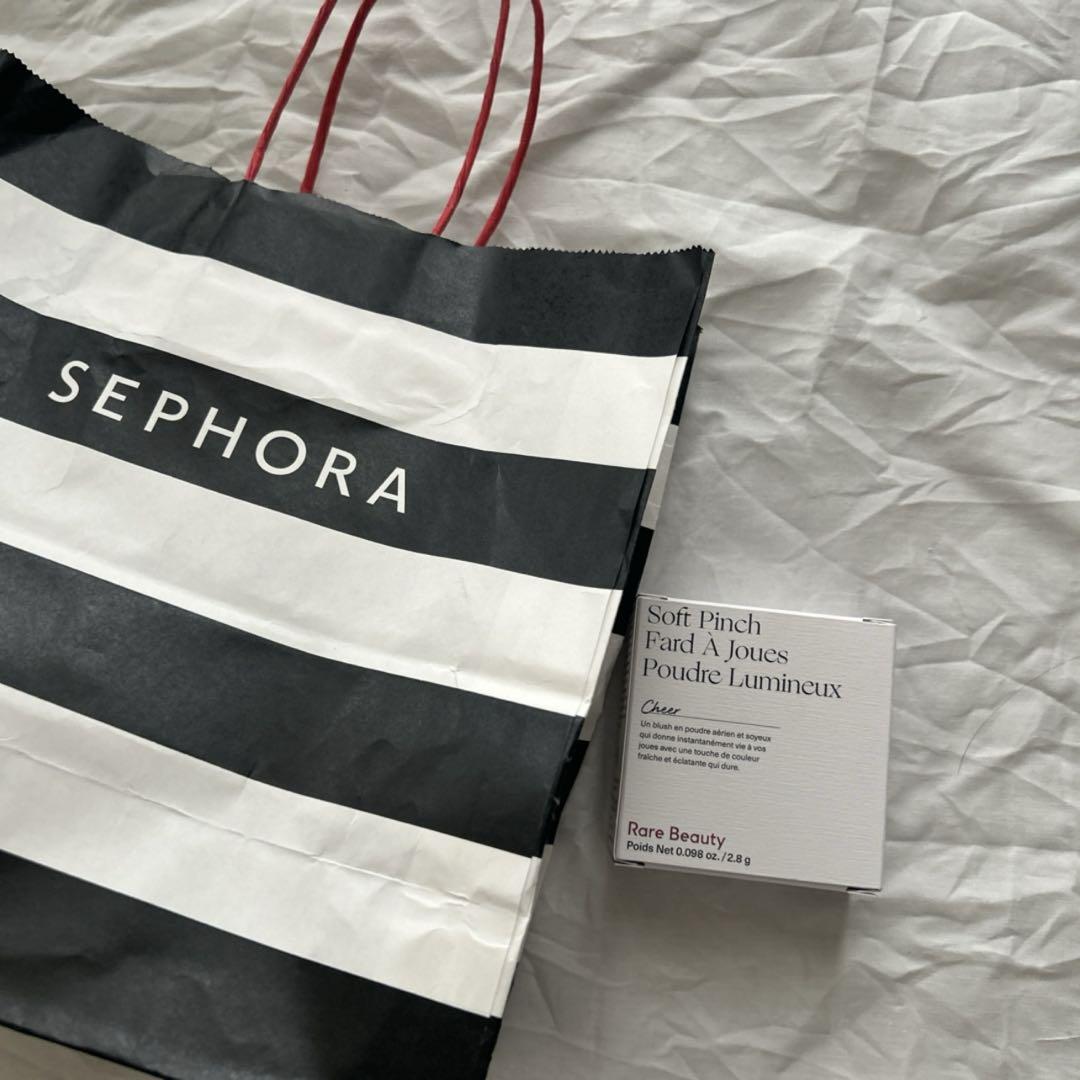 SEPHORA
Soft Pinch
Fard À Joues
Poudre Lumineux
Cheer
Un blush en poudre aérien et soyeux
qui donne instantanément vie à vos
joues avec une touche de couleur
fraîche et éclatante qui dure.
Rare Beauty
Poids Net 0.098 oz. / 2.8 g